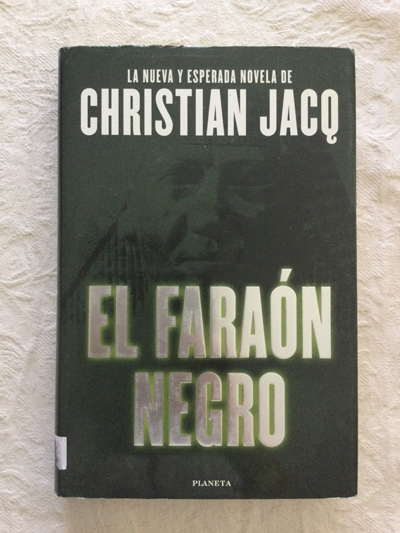 LA NUEVA Y ESPERADA NOVELA DE
CHRISTIAN JACQ
EL FARAÓN
NEGRO
PLANETA